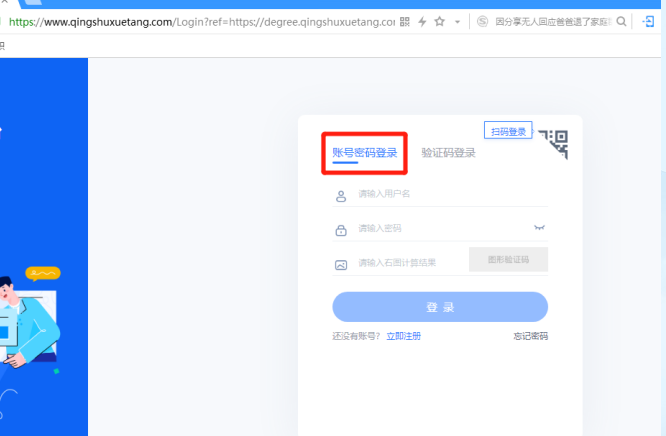 https://www.qingshuxuetang.com/Login?ref=https://degree.qingshuxuetang.cor
因分享无人回应爸爸退了家庭
扫码登录
账号密码登录 验证码登录
请输入用户名
请输入密码
请输入右图计算结果 图形验证码
登 录
还没有账号? 立即注册 忘记密码